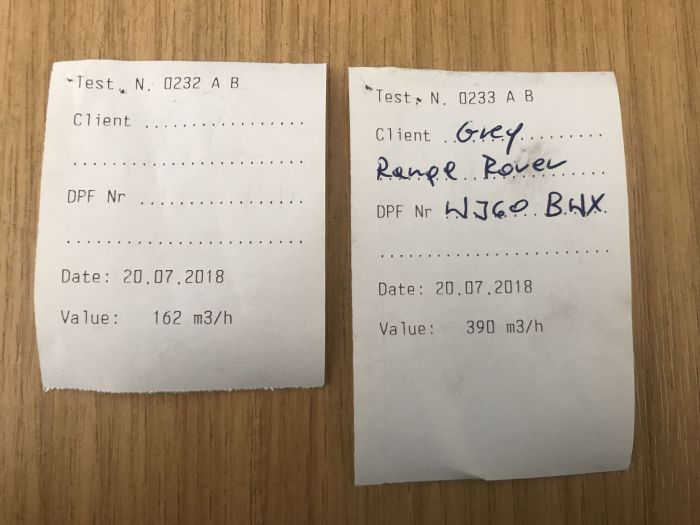 Test. N. 0232 A B
Client ................
........................
DPF Nr .................
........................
Date: 20.07.2018
Value: 162 m3/h
Test. N. 0233 A B
Client Grey
Range Rover
DPF Nr WJ60 BWX
........................
Date: 20.07.2018
Value: 390 m3/h